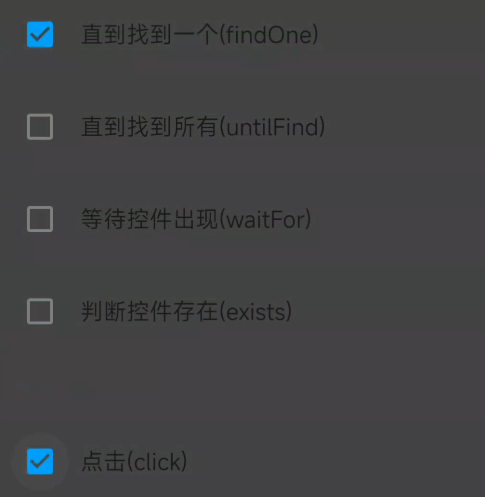 直到找到一个(findOne)
直到找到所有(untilFind)
等待控件出现(waitFor)
判断控件存在(exists)
点击(click)